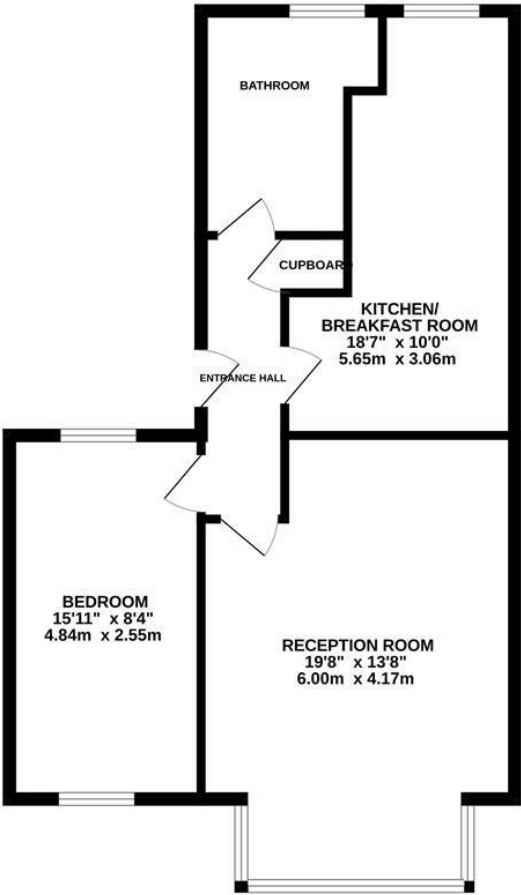 BATHROOM
CUPBOARD
KITCHEN/
BREAKFAST ROOM
18'7" x 10'0"
5.65m x 3.06m
ENTRANCE HALL
BEDROOM
15'11" x 8'4"
4.84m x 2.55m
RECEPTION ROOM
19'8" x 13'8"
6.00m x 4.17m